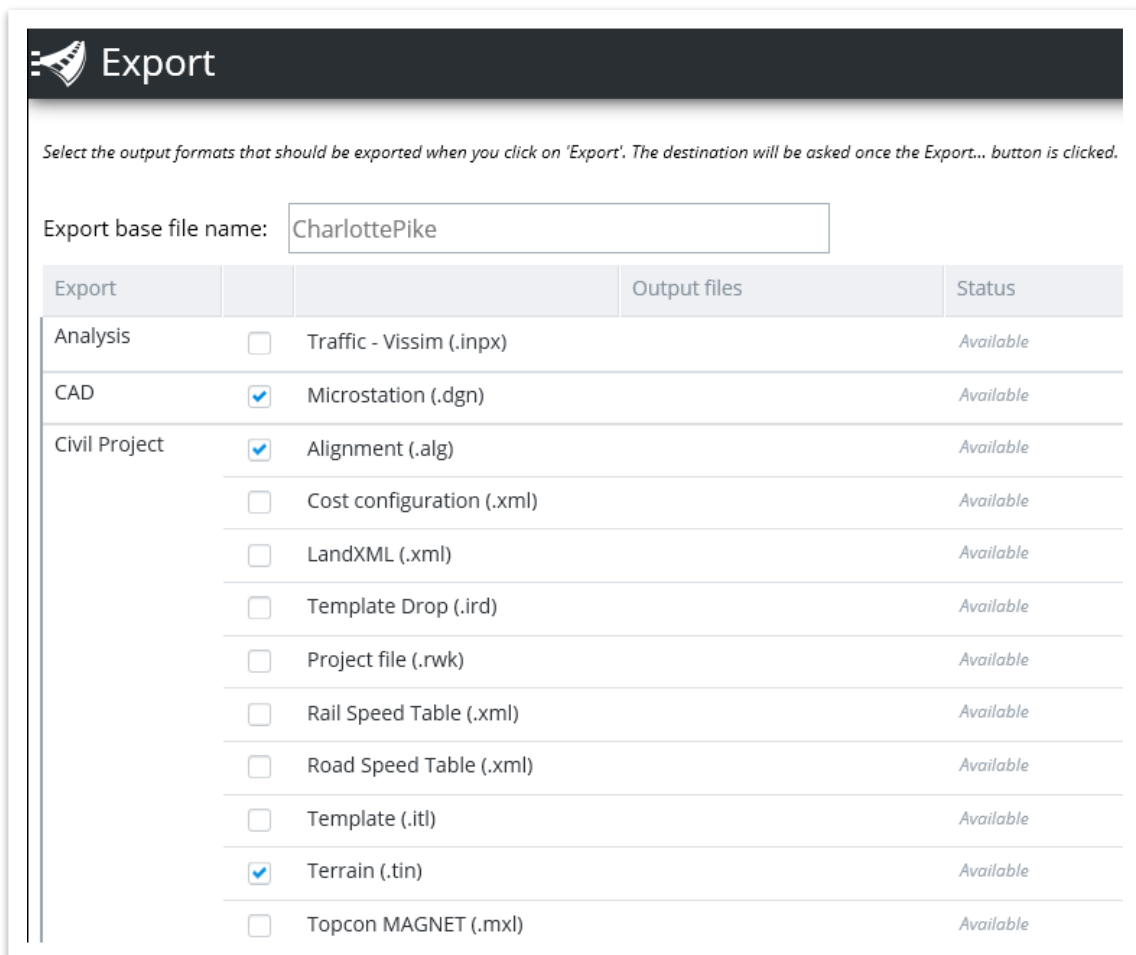 Export
Select the output formats that should be exported when you click on 'Export'. The destination will be asked once the Export... button is clicked.
Export base file name: CharlottePike
Export Output files Status
Analysis Traffic - Vissim (.inpx) Available
CAD Microstation (.dgn) Available
Civil Project Alignment (.alg) Available
Cost configuration (.xml) Available
LandXML (.xml) Available
Template Drop (.ird) Available
Project file (.rwk) Available
Rail Speed Table (.xml) Available
Road Speed Table (.xml) Available
Template (.itl) Available
Terrain (.tin) Available
Topcon MAGNET (.mxl) Available